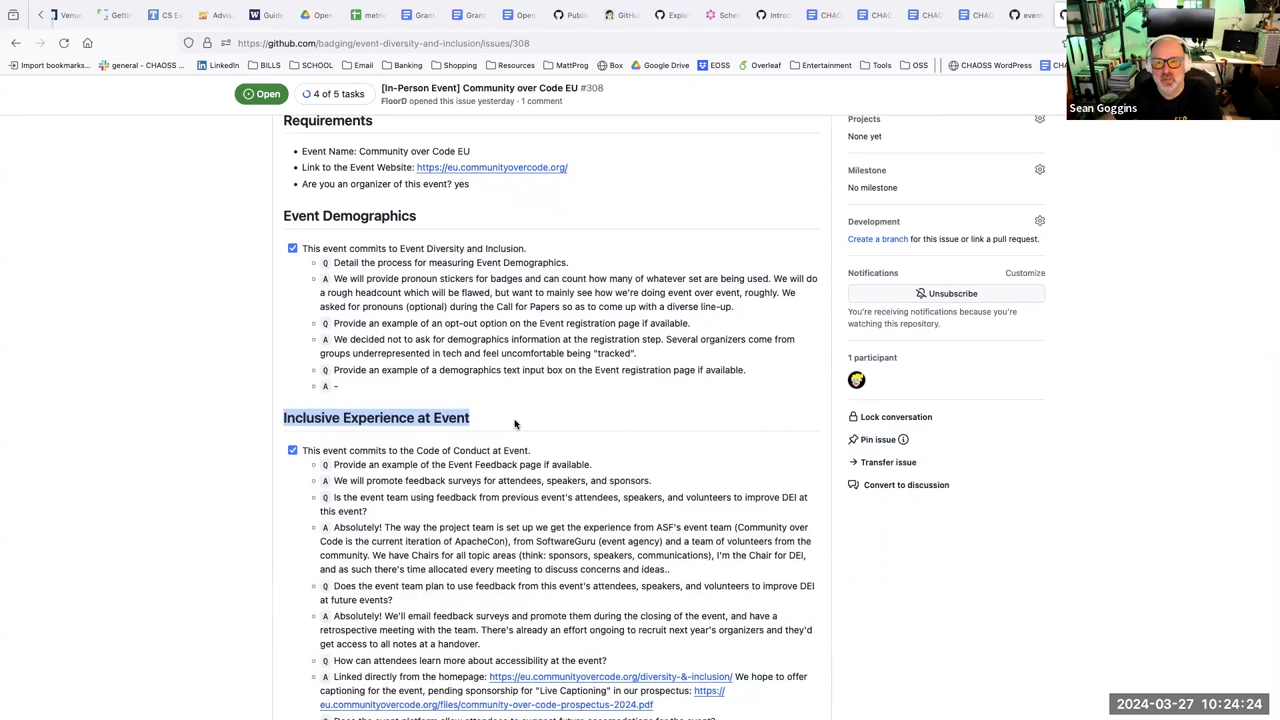 Venue
Getting
CS Ex
Adjus
Goog
Open
metric
Grant
Grant
Open
Public
GitHu
Explo
Sche
Introd
CHAO
CHAO
CHAO
event
https://github.com/badging/event-diversity-and-inclusion/issues/308
Import bookmarks...
general - CHAOSS ...
LinkedIn
BILLS
SCHOOL
Email
Banking
Shopping
Resources
MattProg
Box
Google Drive
EOSS
Overleaf
Entertainment
Tools
OSS
CHAOSS WordPress
Sean Goggins
Open
4 of 5 tasks
[In-Person Event] Community over Code EU #308
FloorD opened this issue yesterday · 1 comment
Requirements
• Event Name: Community over Code EU
• Link to the Event Website: https://eu.communityovercode.org/
• Are you an organizer of this event? yes
Event Demographics
This event commits to Event Diversity and Inclusion.
Q Detail the process for measuring Event Demographics.
A We will provide pronoun stickers for badges and can count how many of whatever set are being used. We will do
a rough headcount which will be flawed, but want to mainly see how we're doing event over event, roughly. We
asked for pronouns (optional) during the Call for Papers so as to come up with a diverse line-up.
Q Provide an example of an opt-out option on the Event registration page if available.
A We decided not to ask for demographics information at the registration step. Several organizers come from
groups underrepresented in tech and feel uncomfortable being "tracked".
Q Provide an example of a demographics text input box on the Event registration page if available.
A -
Inclusive Experience at Event
This event commits to the Code of Conduct at Event.
Q Provide an example of the Event Feedback page if available.
A We will promote feedback surveys for attendees, speakers, and sponsors.
Q Is the event team using feedback from previous event's attendees, speakers, and volunteers to improve DEI at
this event?
A Absolutely! The way the project team is set up we get the experience from ASF's event team (Community over
Code is the current iteration of ApacheCon), from SoftwareGuru (event agency) and a team of volunteers from the
community. We have Chairs for all topic areas (think: sponsors, speakers, communications), I'm the Chair for DEI,
and as such there's time allocated every meeting to discuss concerns and ideas..
Q Does the event team plan to use feedback from this event's attendees, speakers, and volunteers to improve DEI
at future events?
A Absolutely! We'll email feedback surveys and promote them during the closing of the event, and have a
retrospective meeting with the team. There's already an effort ongoing to recruit next year's organizers and they'd
get access to all notes at a handover.
Q How can attendees learn more about accessibility at the event?
A Linked directly from the homepage: https://eu.communityovercode.org/diversity-&-inclusion/ We hope to offer
captioning for the event, pending sponsorship for "Live Captioning" in our prospectus: https://
eu.communityovercode.org/files/community-over-code-prospectus-2024.pdf
Projects
None yet
Milestone
No milestone
Development
Create a branch for this issue or link a pull request.
Notifications
Customize
Unsubscribe
You're receiving notifications because you're
watching this repository.
1 participant
Lock conversation
Pin issue
Transfer issue
Convert to discussion
2024-03-27 10:24:24